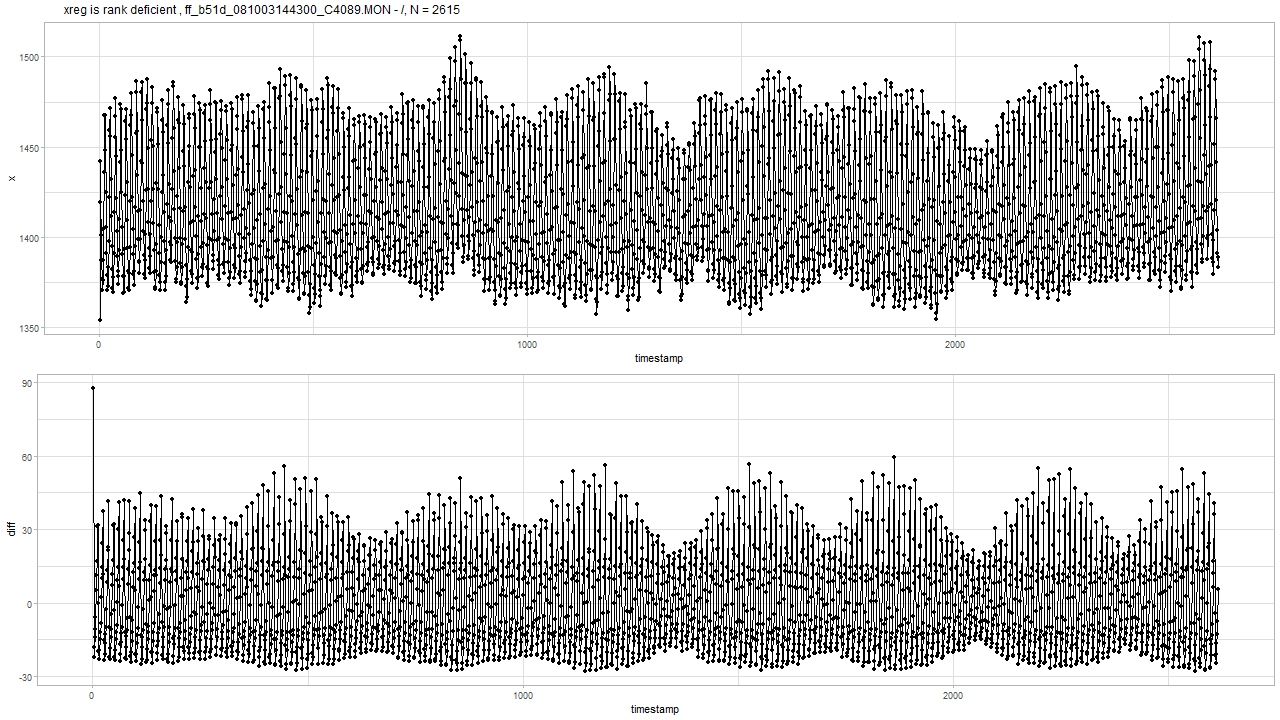 xreg is rank deficient , ff_b51d_081003144300_C4089.MON - /, N = 2615
1500
1450
1400
1350
x
0 1000 2000
timestamp
90
60
30
0
-30
diff
0 1000 2000
timestamp